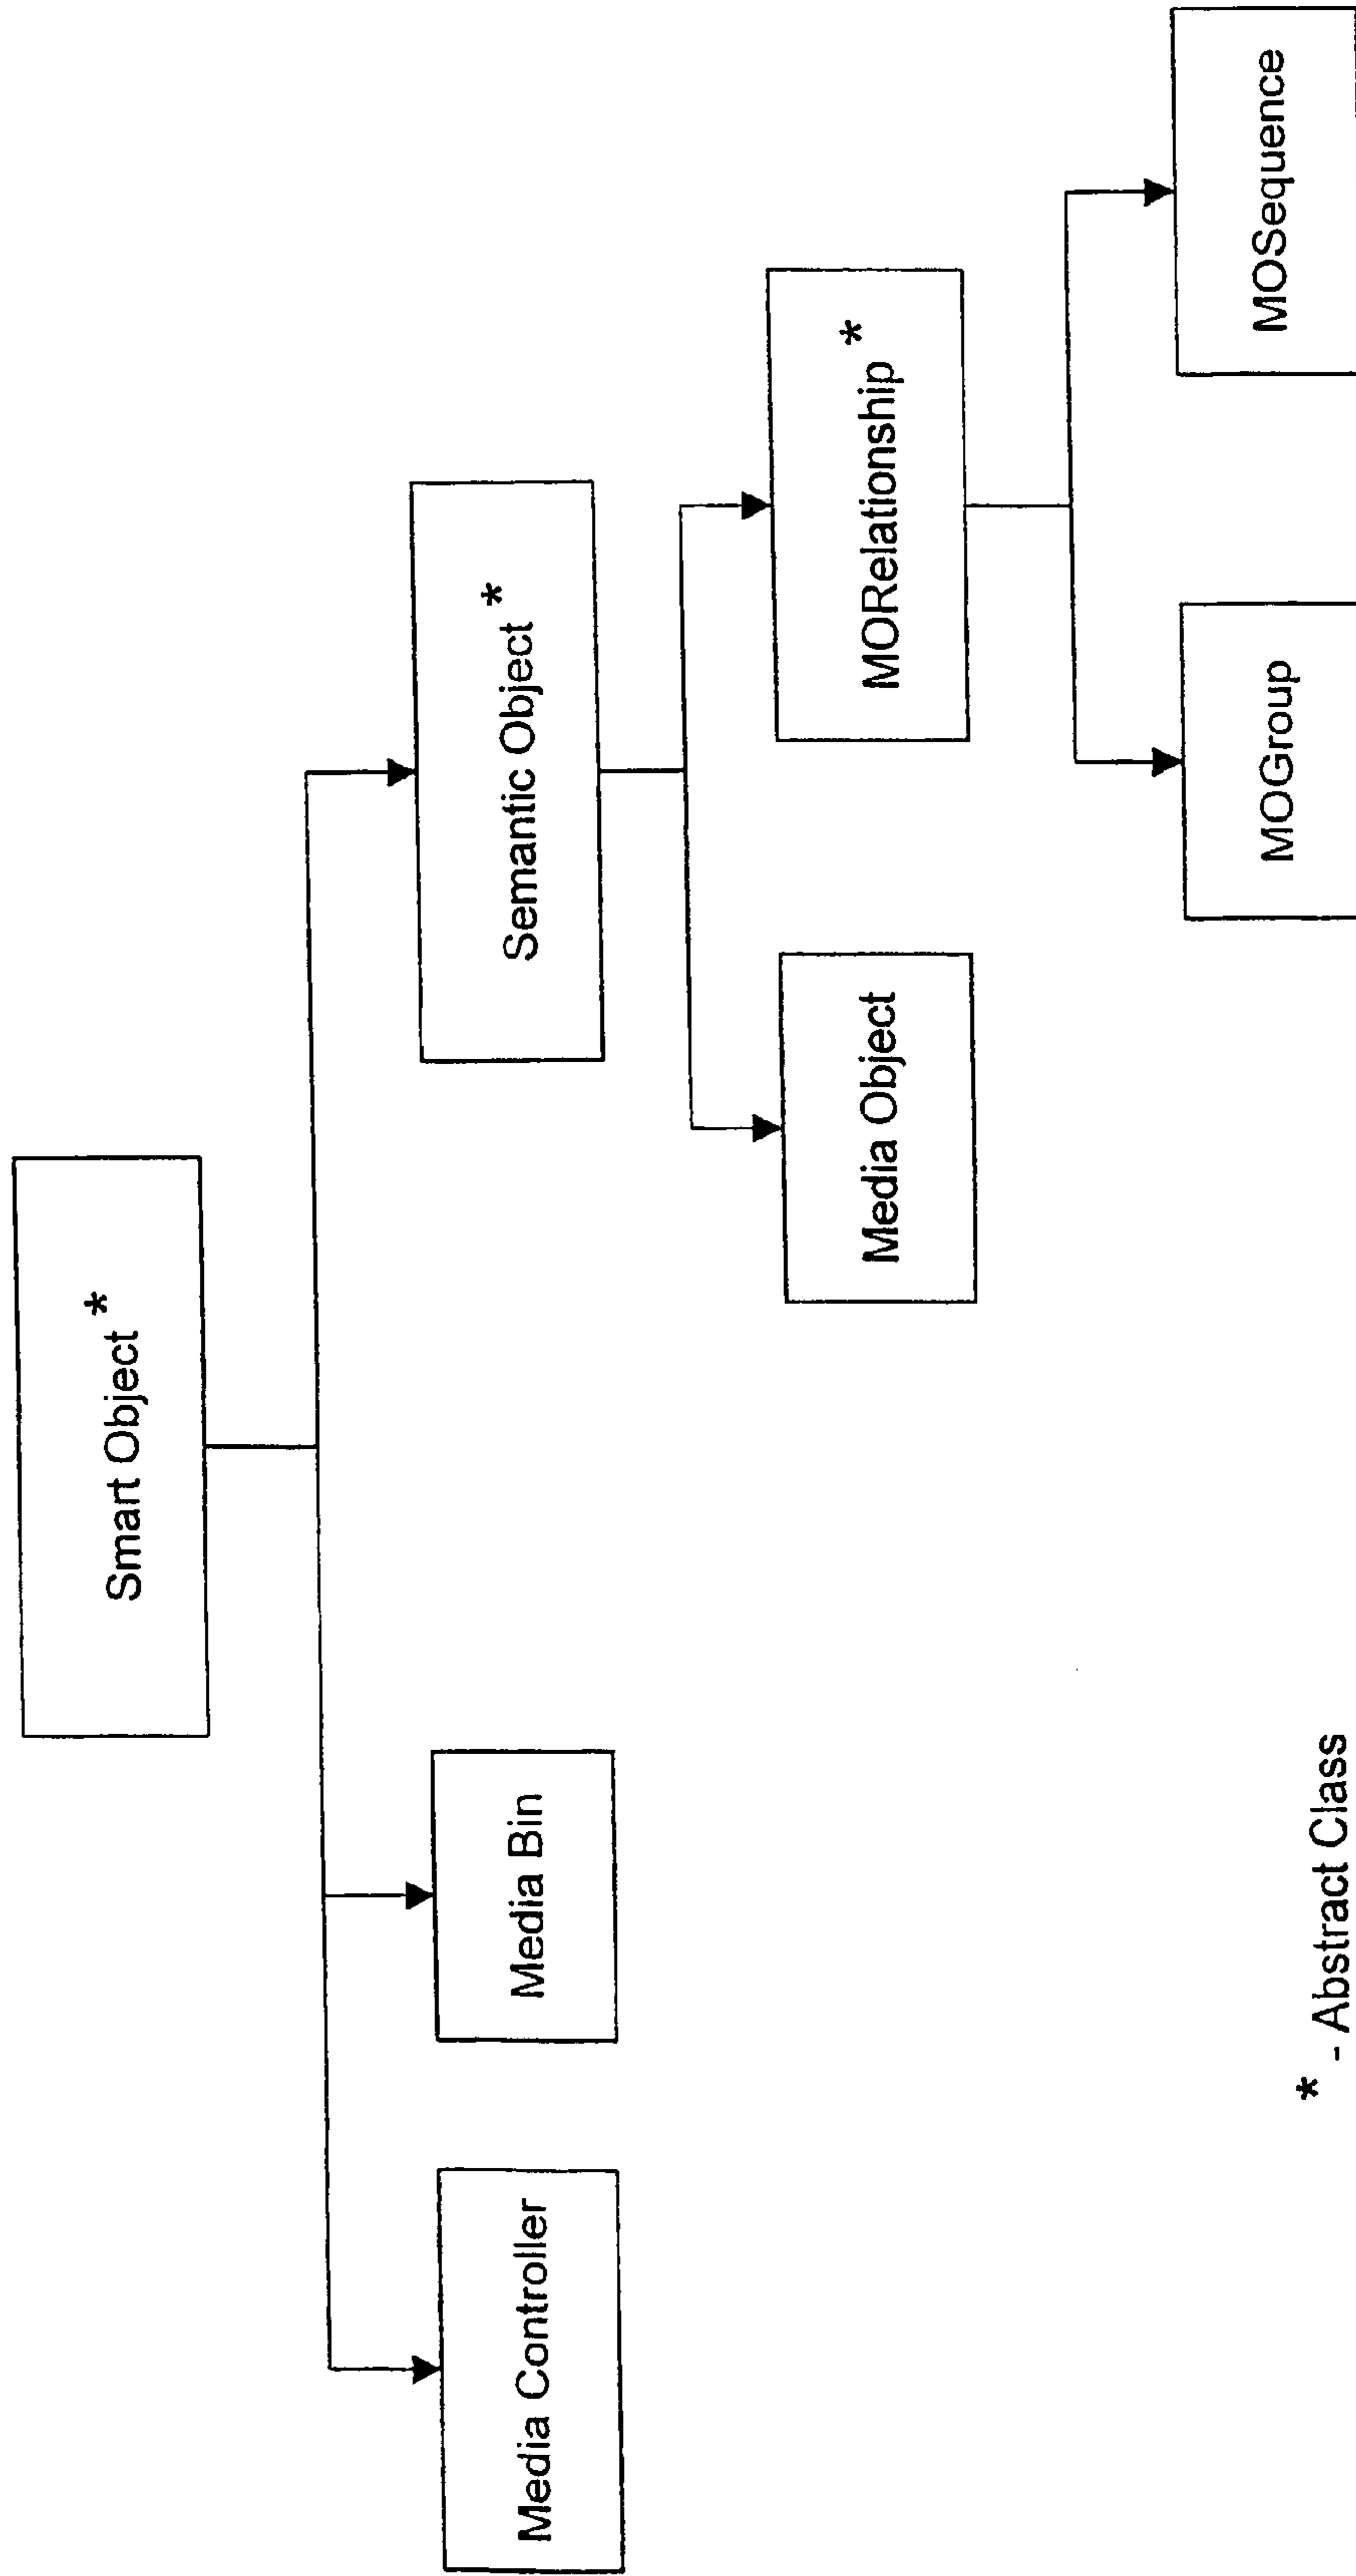 Smart Object*
Media Controller
Media Bin
Semantic Object*
Media Object
MORelationship*
MOGroup
MOSequence
* - Abstract Class